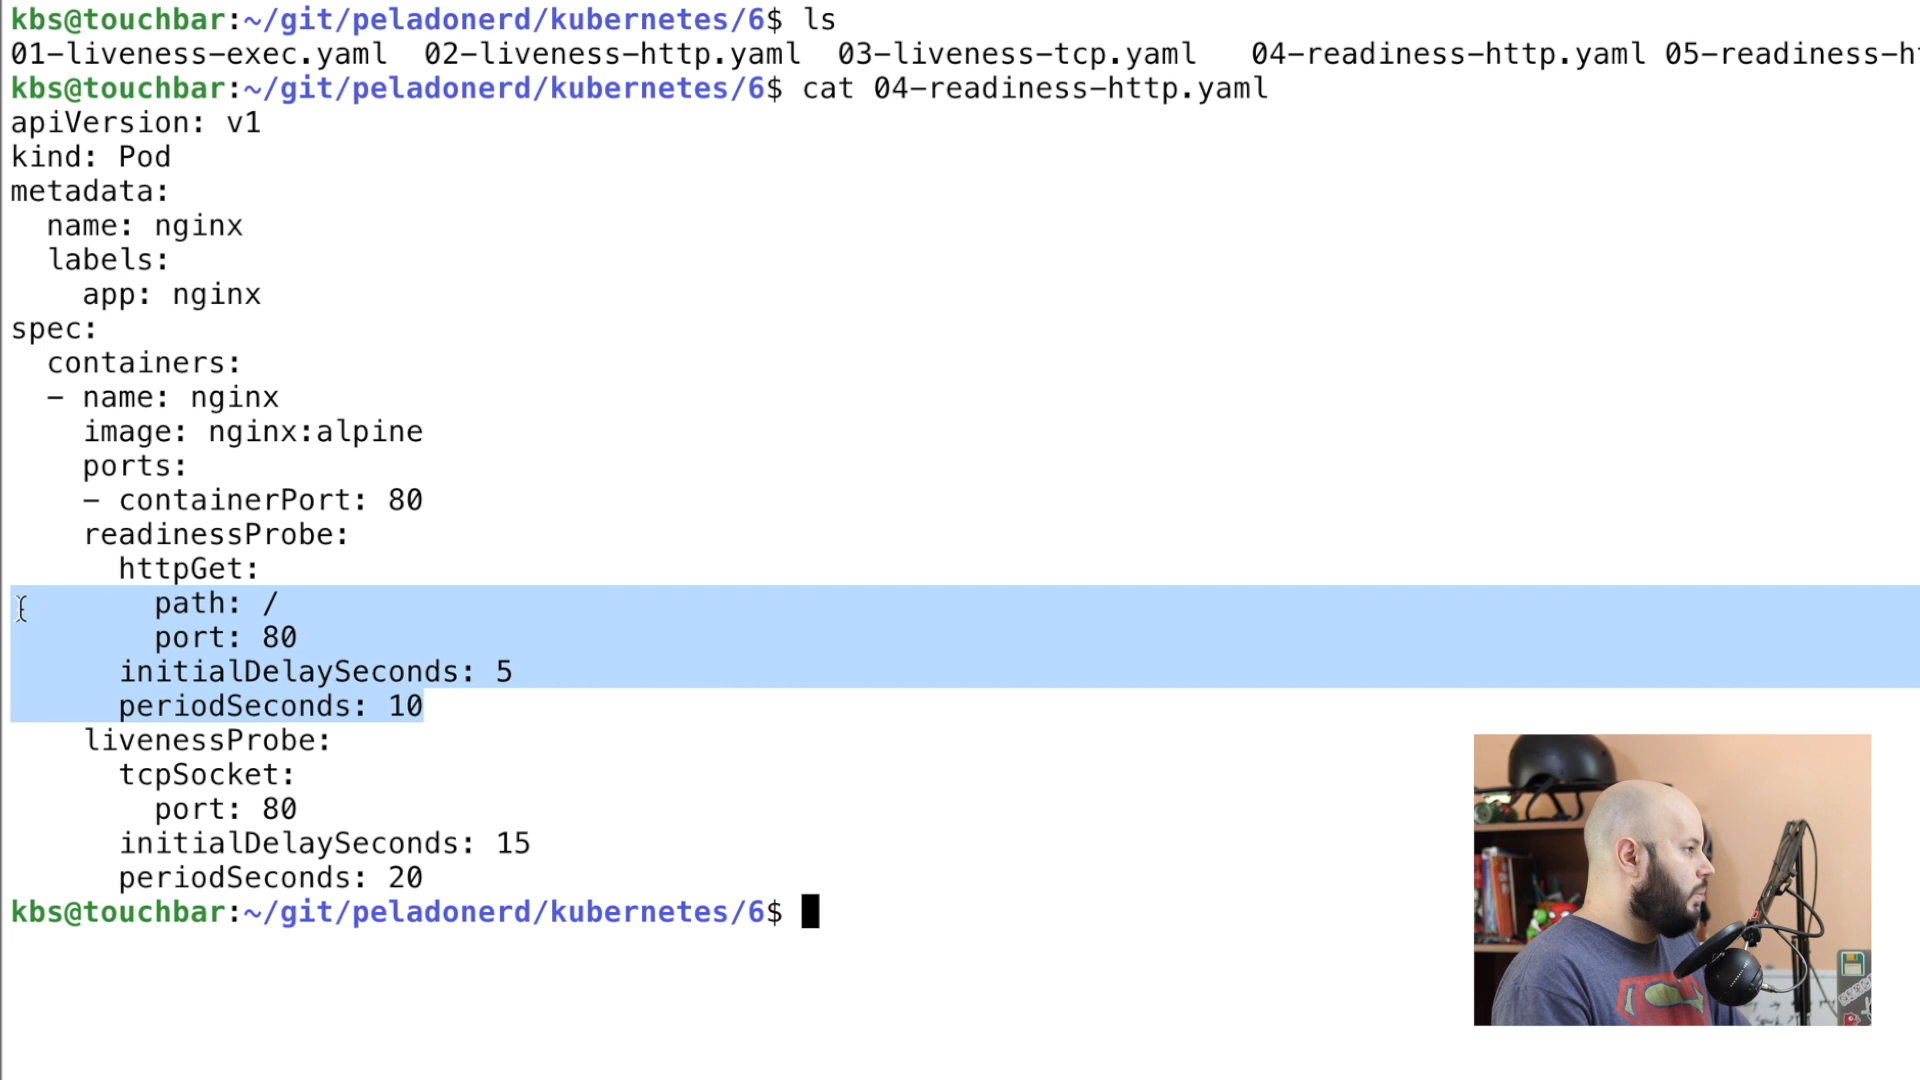 kbs@touchbar:~/git/peladonerd/kubernetes/6$ ls
01-liveness-exec.yaml  02-liveness-http.yaml  03-liveness-tcp.yaml   04-readiness-http.yaml 05-readiness-h
kbs@touchbar:~/git/peladonerd/kubernetes/6$ cat 04-readiness-http.yaml
apiVersion: v1
kind: Pod
metadata:
  name: nginx
  labels:
    app: nginx
spec:
  containers:
  - name: nginx
    image: nginx:alpine
    ports:
    - containerPort: 80
    readinessProbe:
      httpGet:
        path: /
        port: 80
      initialDelaySeconds: 5
      periodSeconds: 10
    livenessProbe:
      tcpSocket:
        port: 80
      initialDelaySeconds: 15
      periodSeconds: 20
kbs@touchbar:~/git/peladonerd/kubernetes/6$